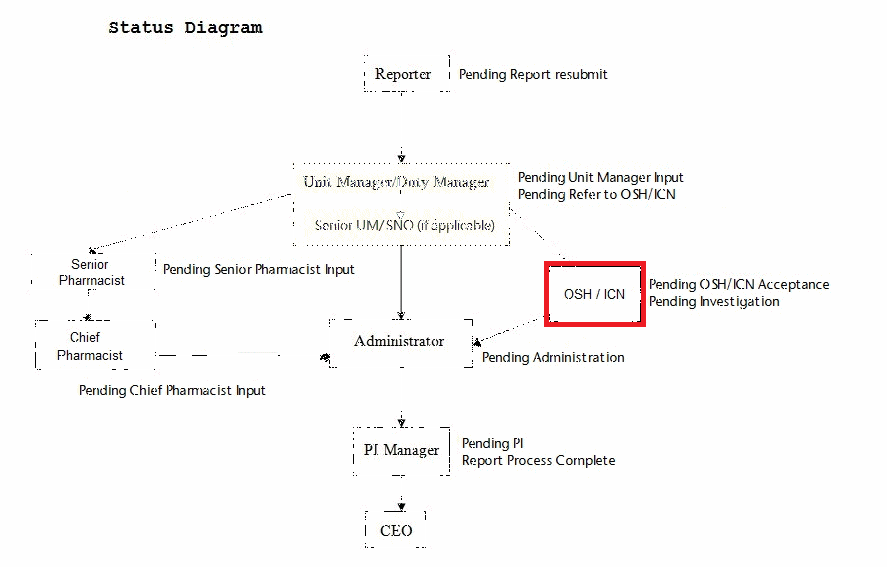 Status Diagram
Reporter
Pending Report resubmit
Unit Manager/Duty Manager
Senior UM/SNO (if applicable)
Pending Unit Manager Input
Pending Refer to OSH/ICN
Senior
Pharmacist
Pending Senior Pharmacist Input
OSH / ICN
Pending OSH/ICN Acceptance
Pending Investigation
Chief
Pharmacist
Administrator
Pending Administration
Pending Chief Pharmacist Input
PI Manager
Pending PI
Report Process Complete
CEO